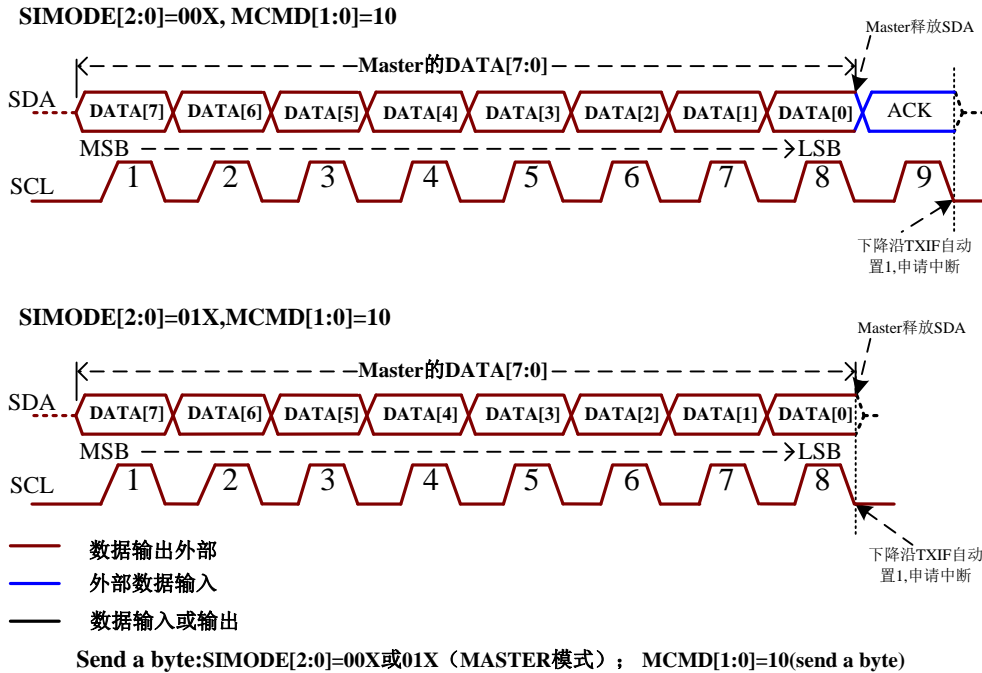 SIMODE[2:0]=00X, MCMD[1:0]=10
Master释放SDA
Master的DATA[7:0]
SDA
DATA[7] DATA[6] DATA[5] DATA[4] DATA[3] DATA[2] DATA[1] DATA[0] ACK
MSB LSB
SCL
1 2 3 4 5 6 7 8 9
下降沿TXIF自动
置1,申请中断
SIMODE[2:0]=01X,MCMD[1:0]=10
Master释放SDA
Master的DATA[7:0]
SDA
DATA[7] DATA[6] DATA[5] DATA[4] DATA[3] DATA[2] DATA[1] DATA[0]
MSB LSB
SCL
1 2 3 4 5 6 7 8
下降沿TXIF自动
置1,申请中断
数据输出外部
外部数据输入
数据输入或输出
Send a byte:SIMODE[2:0]=00X或01X（MASTER模式）； MCMD[1:0]=10(send a byte)